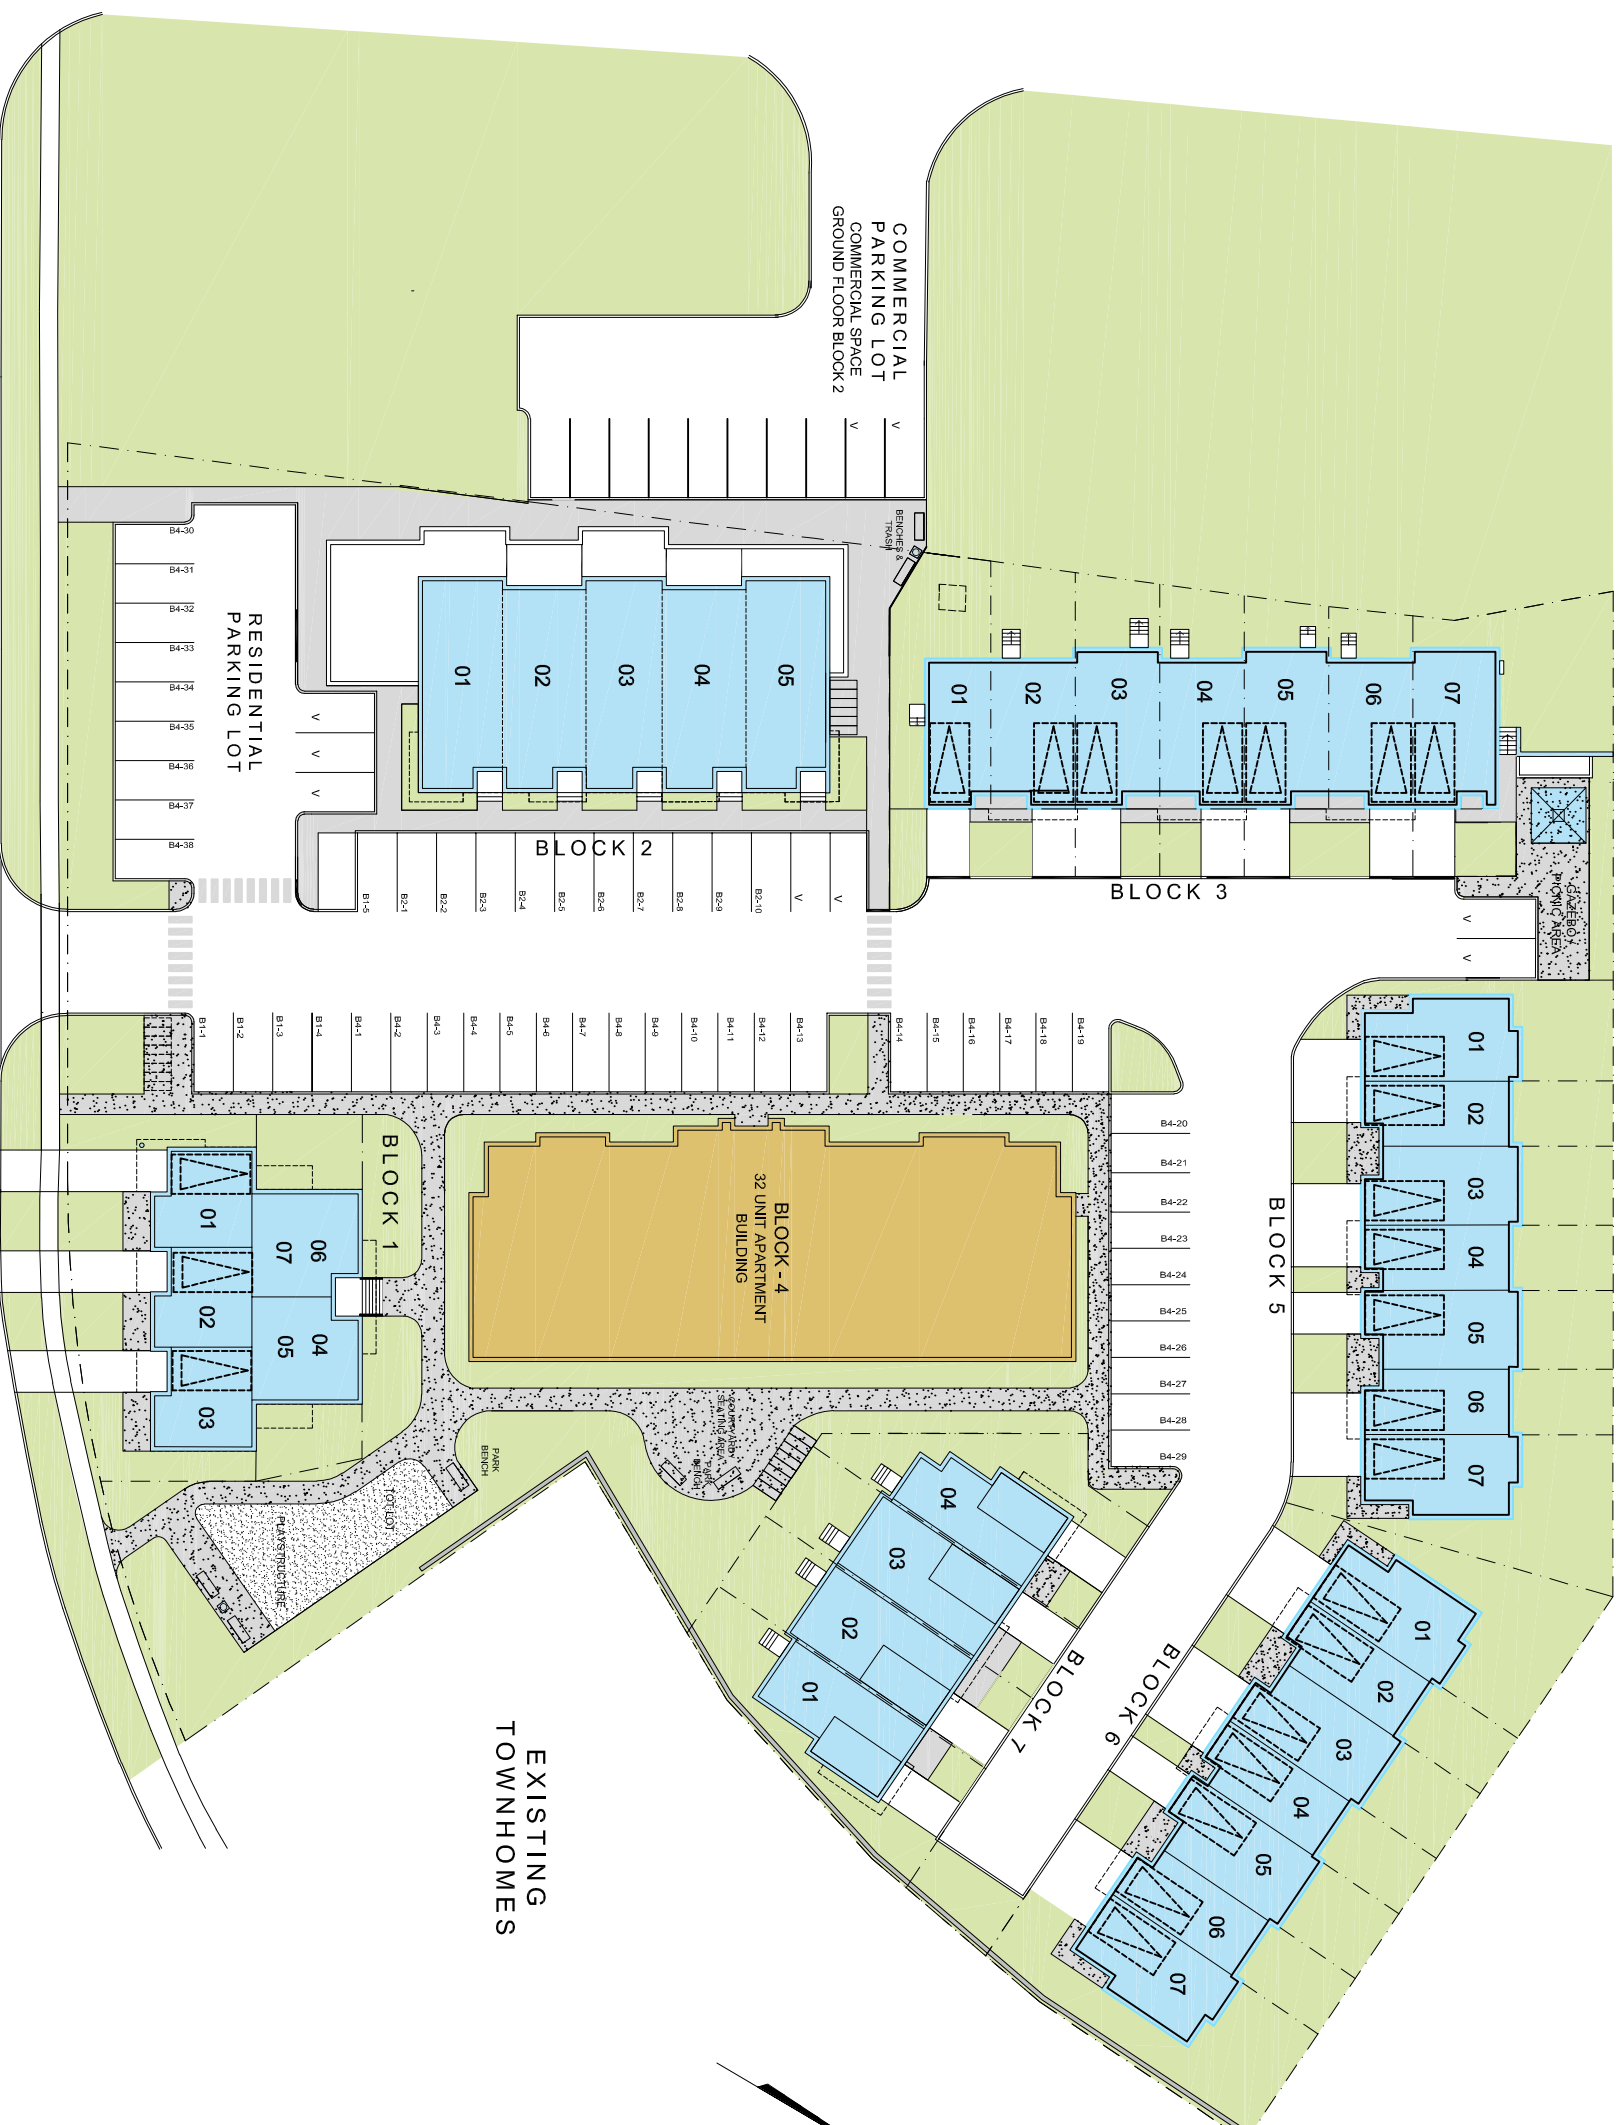 COMMERCIAL
PARKING LOT
COMMERCIAL SPACE
GROUND FLOOR BLOCK 2
V
V
BENCHES &
TRASH
B4-30
B4-31
B4-32
B4-33
B4-34
B4-35
B4-36
B4-37
B4-38
RESIDENTIAL
PARKING LOT
V
V
V
01
02
03
04
05
BLOCK 2
01
02
03
04
05
06
07
BLOCK 3
GAZEBO /
PICNIC AREA
V
V
B1-5
B2-1
B2-2
B2-3
B2-4
B2-5
B2-6
B2-7
B2-8
B2-9
B2-10
V
V
B1-1
B1-2
B1-3
B1-4
B4-1
B4-2
B4-3
B4-4
B4-5
B4-6
B4-7
B4-8
B4-9
B4-10
B4-11
B4-12
B4-13
B4-14
B4-15
B4-16
B4-17
B4-18
B4-19
B4-20
B4-21
B4-22
B4-23
B4-24
B4-25
B4-26
B4-27
B4-28
B4-29
BLOCK 1
01
02
03
06
07
04
05
BLOCK - 4
32 UNIT APARTMENT
BUILDING
BLOCK 5
01
02
03
04
05
06
07
COURTYARD
SEATING AREA
PARK
BENCH
PARK
BENCH
TOT LOT
PLAYSTRUCTURE
04
03
02
01
BLOCK 7
BLOCK 6
01
02
03
04
05
06
07
EXISTING
TOWNHOMES